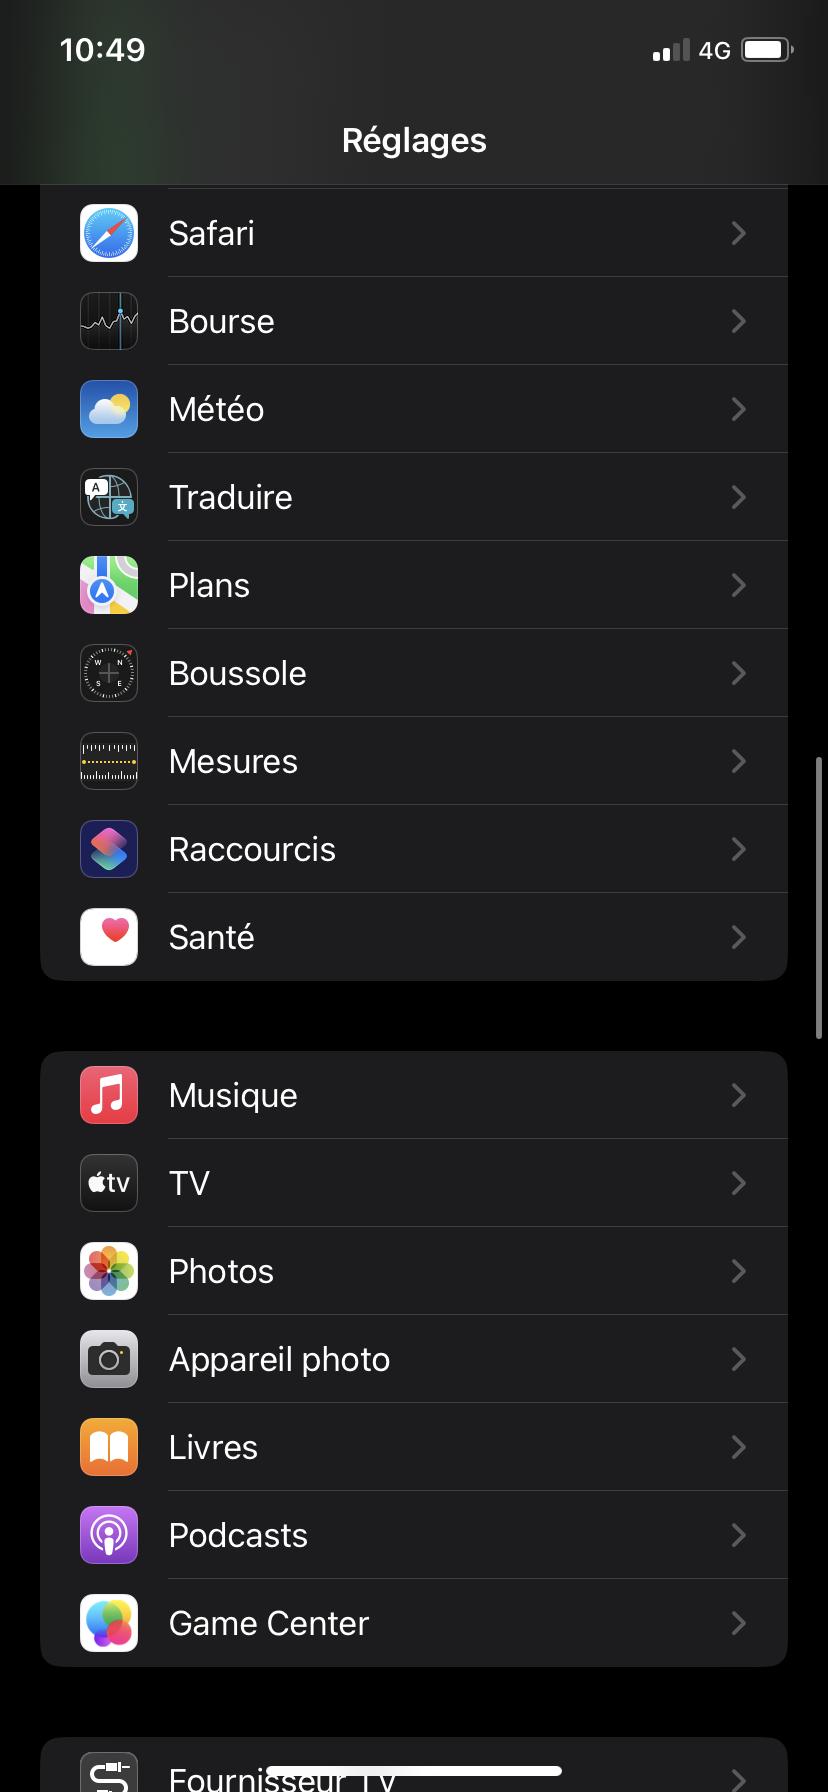 10:49
4G
Réglages
Safari
Bourse
Météo
A
文
Traduire
Plans
W N
S E
Boussole
Mesures
Raccourcis
Santé
Musique
tv
TV
Photos
Appareil photo
Livres
Podcasts
Game Center
Fournisseur TV